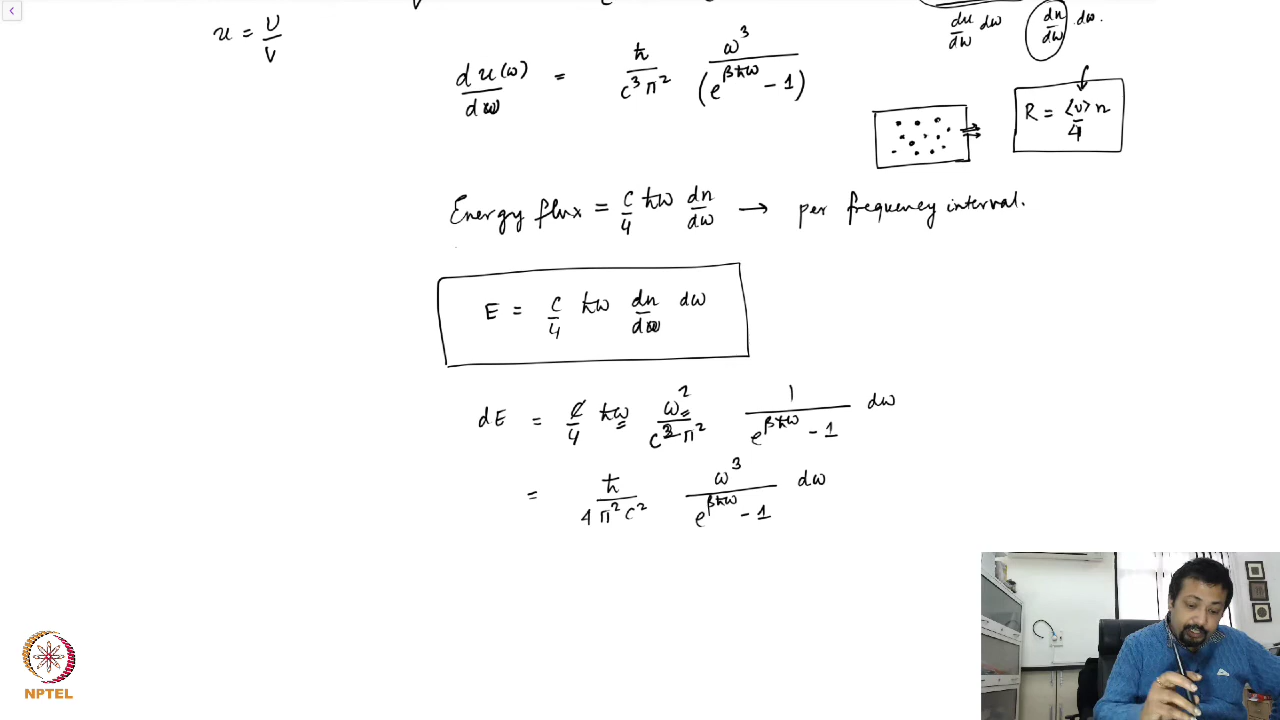 du/dω dω dn/dω . dω.
u = U/V
du(ω)/dω = ħ/(c³π²) ω³/(e^{βħω} - 1)
R = <v>n/4
Energy flux = c/4 ħω dn/dω → per frequency interval.
E = c/4 ħω dn/dω dω
dE = c/4 ħω ω²/(c³π²) 1/(e^{βħω} - 1) dω
= ħ/(4π²c²) ω³/(e^{βħω} - 1) dω
NPTEL